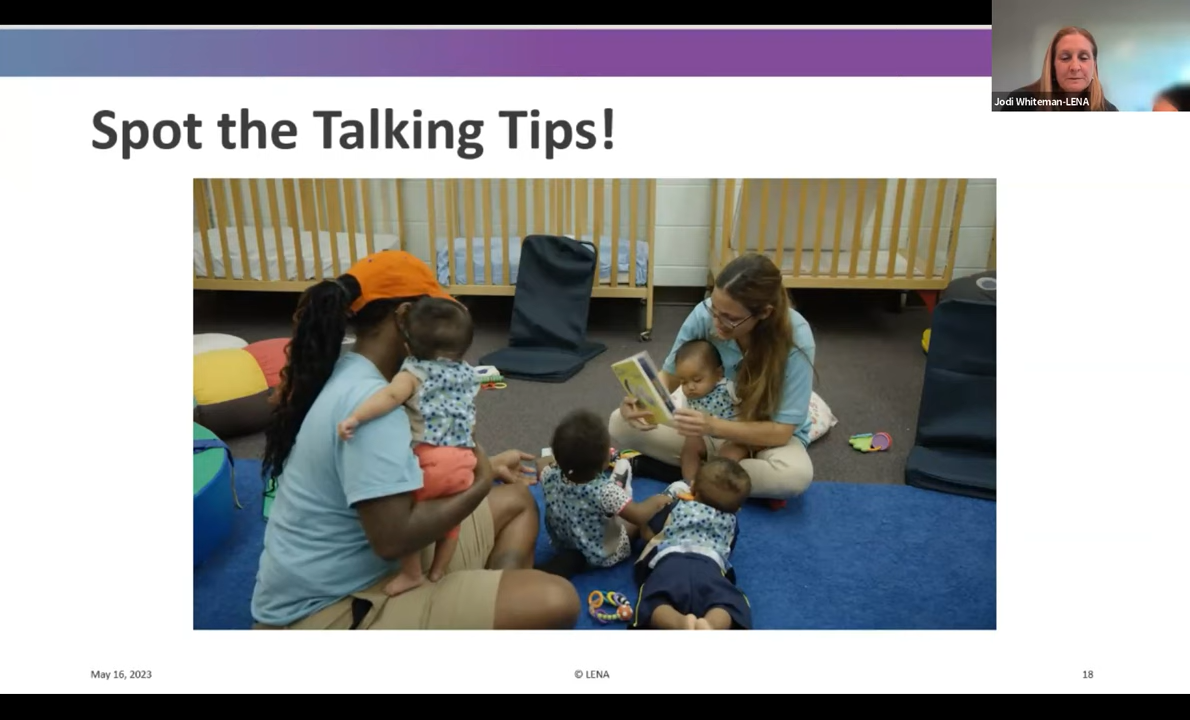 Jodi Whiteman-LENA
Spot the Talking Tips!
May 16, 2023
© LENA
18